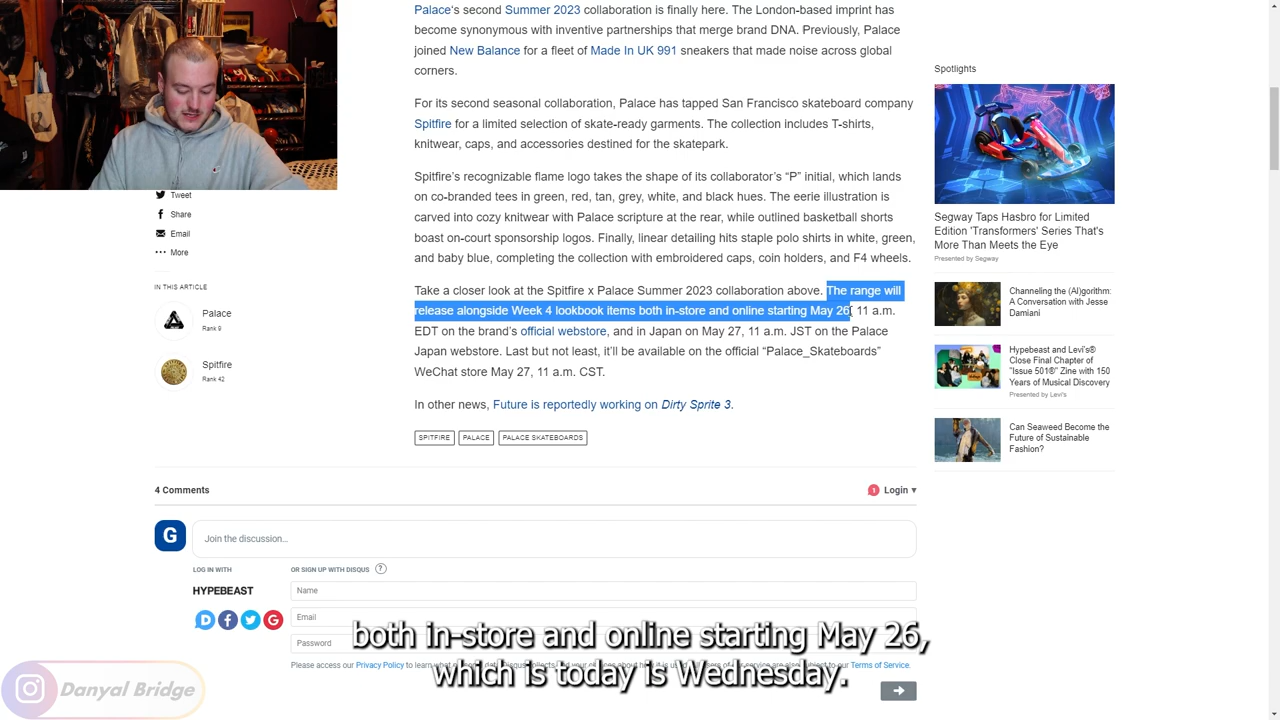 Palace's second Summer 2023 collaboration is finally here. The London-based imprint has
become synonymous with inventive partnerships that merge brand DNA. Previously, Palace
joined New Balance for a fleet of Made In UK 991 sneakers that made noise across global
corners.
For its second seasonal collaboration, Palace has tapped San Francisco skateboard company
Spitfire for a limited selection of skate-ready garments. The collection includes T-shirts,
knitwear, caps, and accessories destined for the skatepark.
Spitfire's recognizable flame logo takes the shape of its collaborator's “P” initial, which lands
on co-branded tees in green, red, tan, grey, white, and black hues. The eerie illustration is
carved into cozy knitwear with Palace scripture at the rear, while outlined basketball shorts
boast on-court sponsorship logos. Finally, linear detailing hits staple polo shirts in white, green,
and baby blue, completing the collection with embroidered caps, coin holders, and F4 wheels.
Take a closer look at the Spitfire x Palace Summer 2023 collaboration above. The range will
release alongside Week 4 lookbook items both in-store and online starting May 26, 11 a.m.
EDT on the brand's official webstore, and in Japan on May 27, 11 a.m. JST on the Palace
Japan webstore. Last but not least, it'll be available on the official “Palace_Skateboards”
WeChat store May 27, 11 a.m. CST.
In other news, Future is reportedly working on Dirty Sprite 3.
SPITFIRE PALACE PALACE SKATEBOARDS
Tweet
Share
Email
More
IN THIS ARTICLE
Palace
Rank 9
Spitfire
Rank 42
Spotlights
Segway Taps Hasbro for Limited
Edition 'Transformers' Series That's
More Than Meets the Eye
Presented by Segway
Channeling the (AI)gorithm:
A Conversation with Jesse
Damiani
Hypebeast and Levi's®
Close Final Chapter of
“Issue 501®” Zine with 150
Years of Musical Discovery
Presented by Levi's
Can Seaweed Become the
Future of Sustainable
Fashion?
4 Comments
1 Login
G
Join the discussion...
LOG IN WITH
OR SIGN UP WITH DISQUS ?
HYPEBEAST
Name
D f G
Email
Password
both in-store and online starting May 26,
which is today is Wednesday.
Please access our Privacy Policy to learn
Terms of Service.
Danyal Bridge